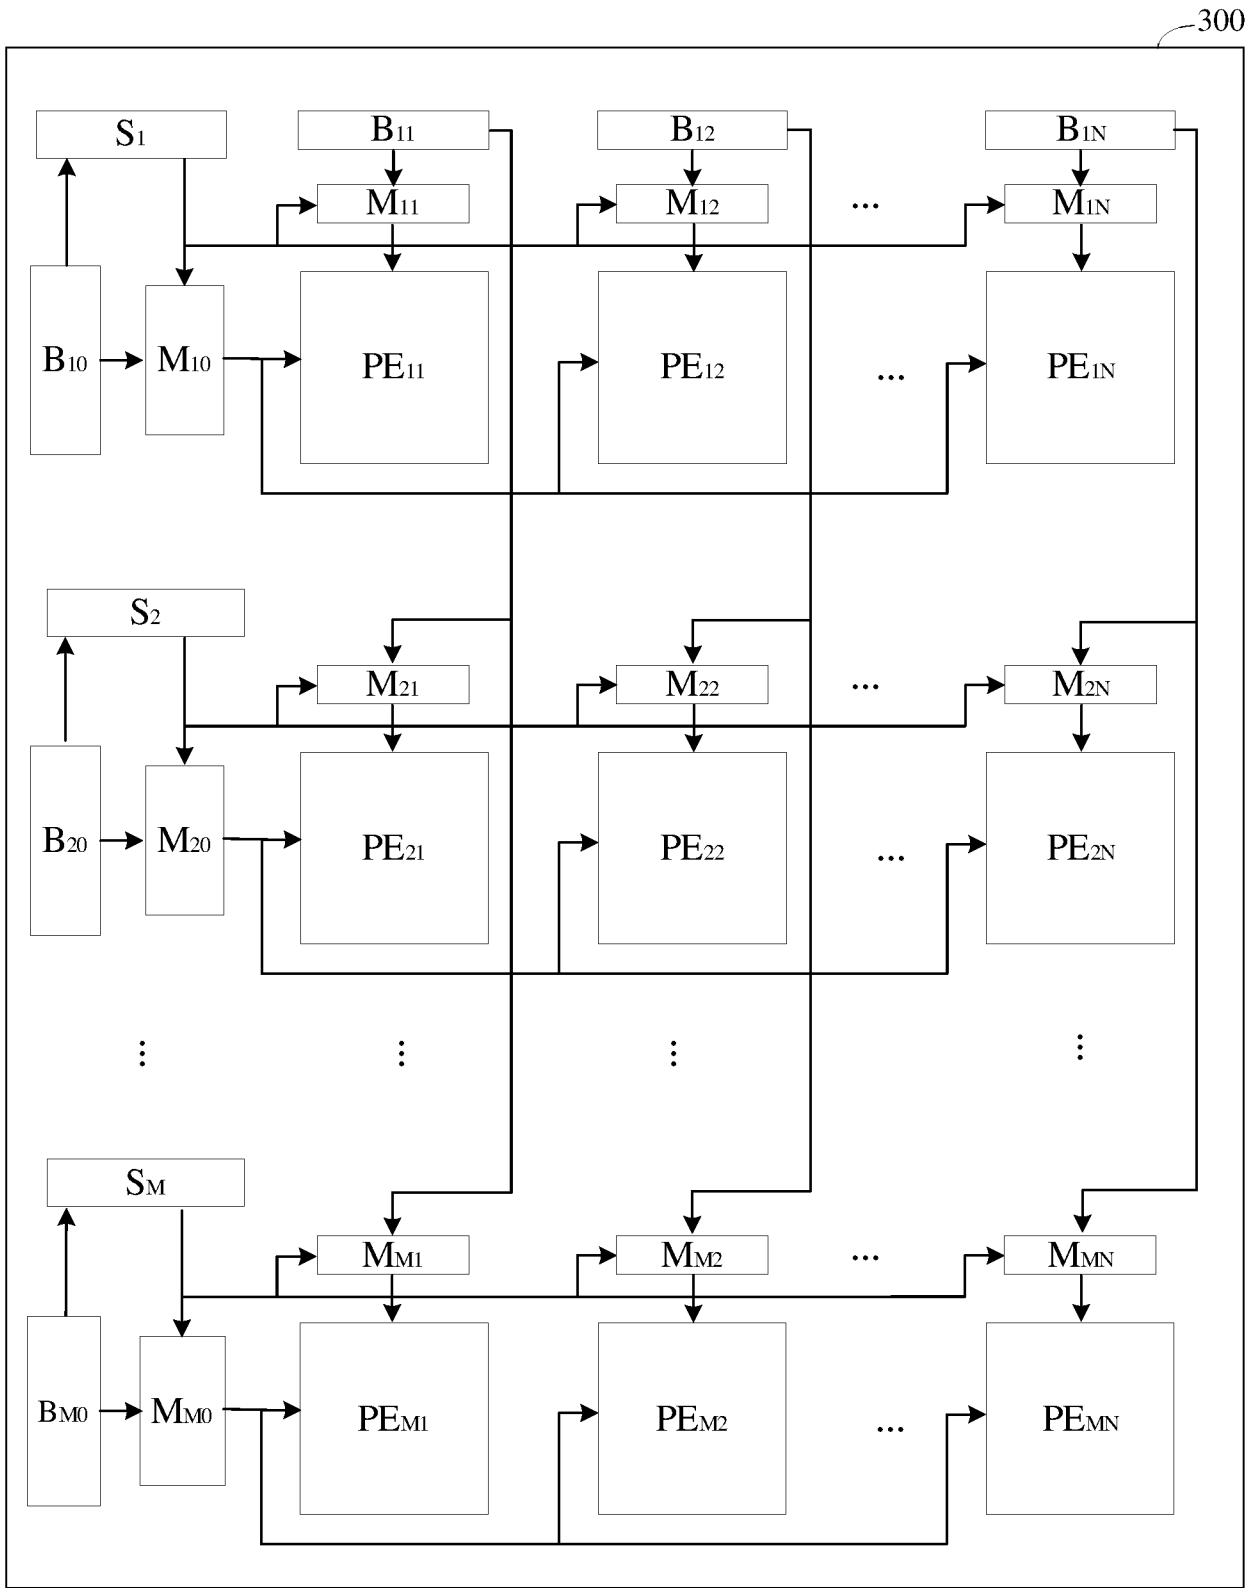 300
S1 B11 B12 B1N
M11 M12 ... M1N
B10 M10 PE11 PE12 ... PE1N
S2
M21 M22 ... M2N
B20 M20 PE21 PE22 ... PE2N
⋮ ⋮ ⋮ ⋮
SM
MM1 MM2 ... MMN
BM0 MM0 PEM1 PEM2 ... PEMN